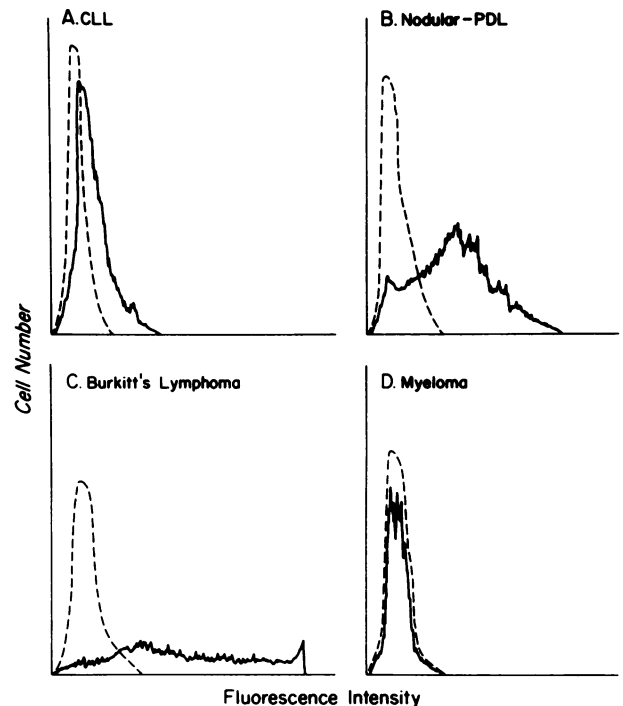 A. CLL
B. Nodular-PDL
C. Burkitt's Lymphoma
D. Myeloma
Cell Number
Fluorescence Intensity